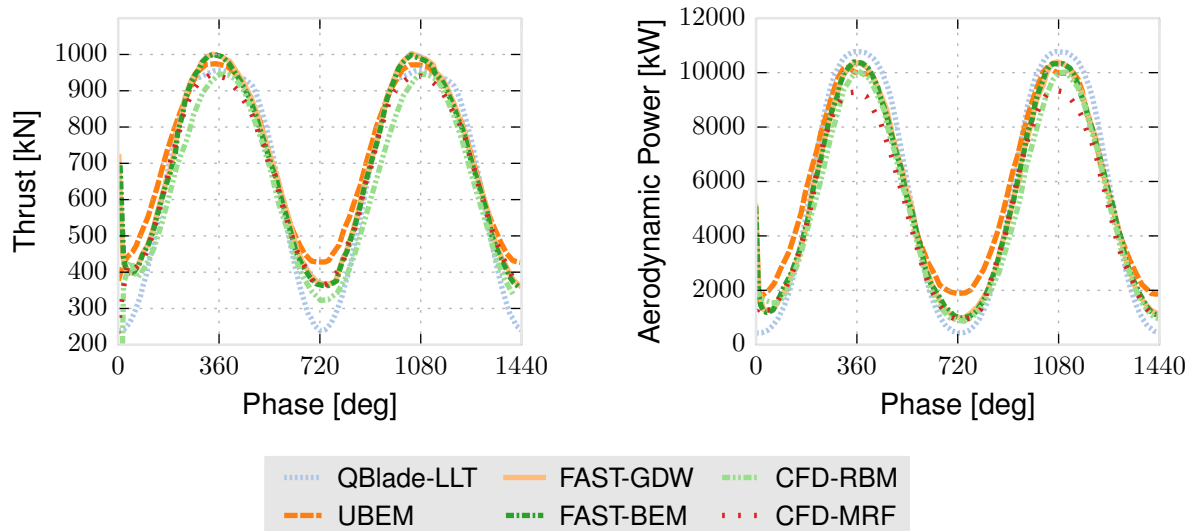 1000
900
800
700
600
500
400
300
200
Thrust [kN]
0 360 720 1080 1440
Phase [deg]
12000
10000
8000
6000
4000
2000
0
Aerodynamic Power [kW]
0 360 720 1080 1440
Phase [deg]
QBlade-LLT FAST-GDW CFD-RBM
UBEM FAST-BEM CFD-MRF